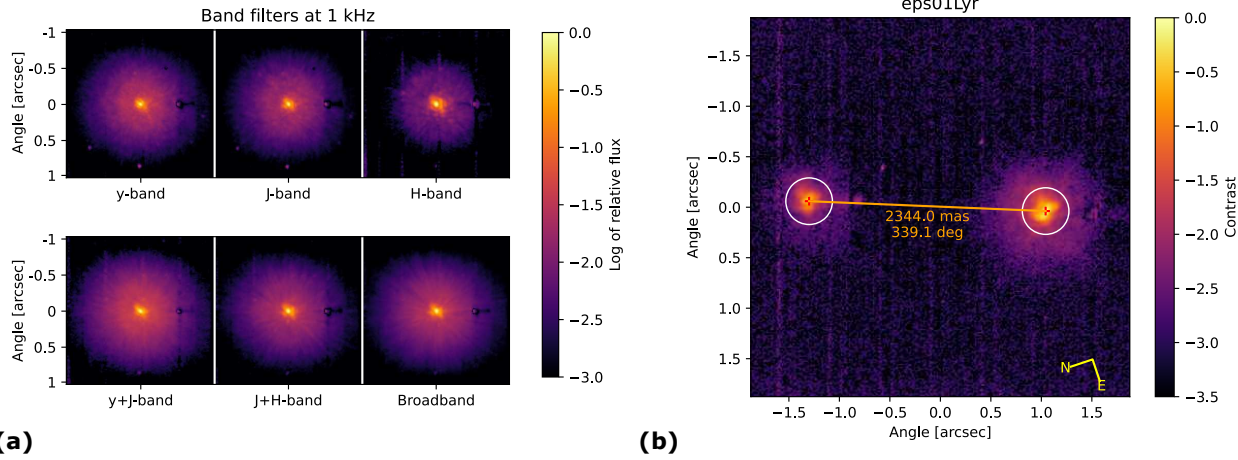 Band filters at 1 kHz
-1
-0.5
0
0.5
1
Angle [arcsec]
y-band
J-band
H-band
-1
-0.5
0
0.5
1
Angle [arcsec]
y+J-band
J+H-band
Broadband
0.0
−0.5
−1.0
−1.5
−2.0
−2.5
−3.0
Log of relative flux
(a)
eps01Lyr
−1.5
−1.0
−0.5
0.0
0.5
1.0
1.5
Angle [arcsec]
2344.0 mas
339.1 deg
N
E
−1.5
−1.0
−0.5
0.0
0.5
1.0
1.5
Angle [arcsec]
0.0
−0.5
−1.0
−1.5
−2.0
−2.5
−3.0
−3.5
Contrast
(b)